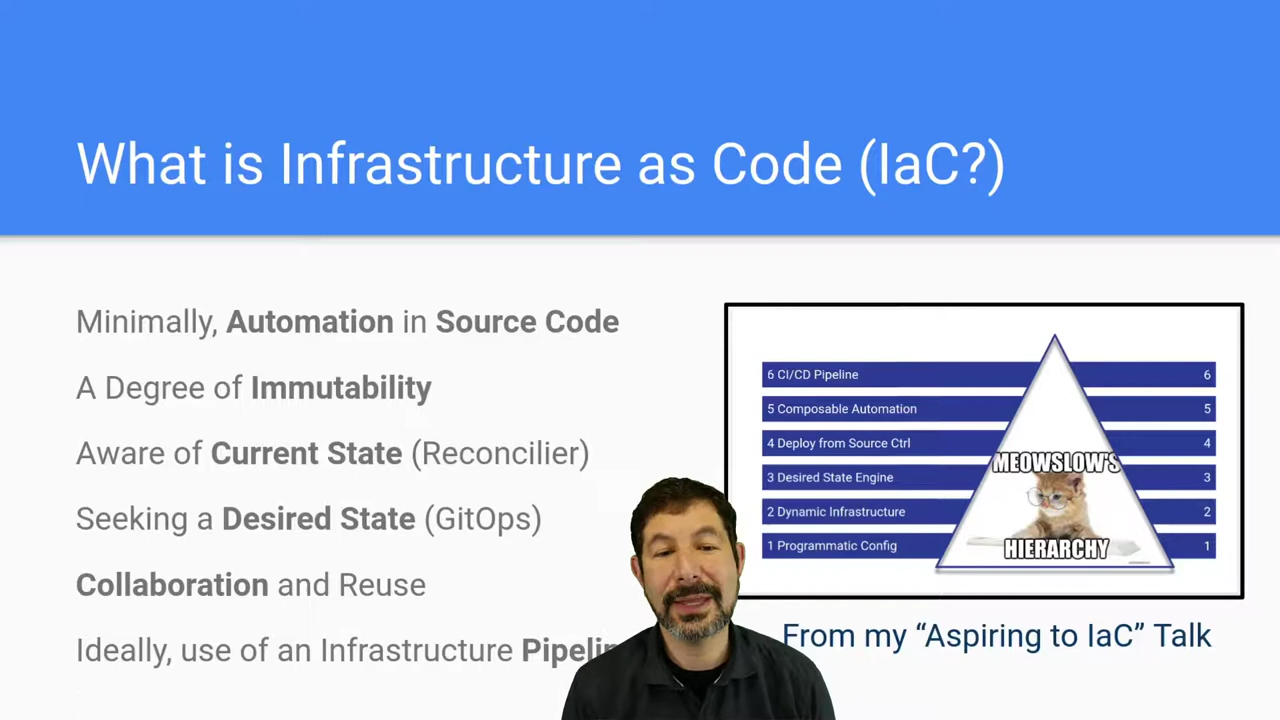 What is Infrastructure as Code (IaC?)
Minimally, Automation in Source Code
A Degree of Immutability
Aware of Current State (Reconcilier)
Seeking a Desired State (GitOps)
Collaboration and Reuse
Ideally, use of an Infrastructure
6 CI/CD Pipeline 6
5 Composable Automation 5
4 Deploy from Source Ctrl 4
3 Desired State Engine 3
2 Dynamic Infrastructure 2
1 Programmatic Config 1
MEOWSLOW'S
HIERARCHY
From my “Aspiring to IaC” Talk